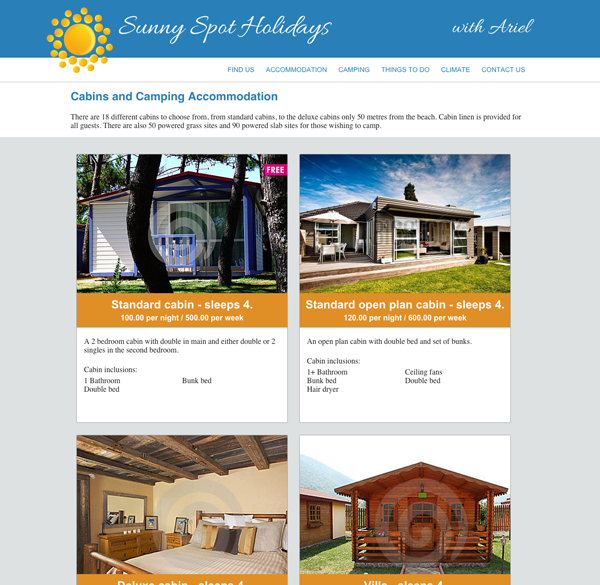 Sunny Spot Holidays
with Ariel
FIND US ACCOMMODATION CAMPING THINGS TO DO CLIMATE CONTACT US
Cabins and Camping Accommodation
There are 18 different cabins to choose from, from standard cabins, to the deluxe cabins only 50 metres from the beach. Cabin linen is provided for
all guests. There are also 50 powered grass sites and 90 powered slab sites for those wishing to camp.
FREE
Standard cabin - sleeps 4.
100.00 per night / 500.00 per week
A 2 bedroom cabin with double in main and either double or 2
singles in the second bedroom.
Cabin inclusions:
1 Bathroom Bunk bed
Double bed
Standard open plan cabin - sleeps 4.
120.00 per night / 600.00 per week
An open plan cabin with double bed and set of bunks.
Cabin inclusions:
1+ Bathroom Ceiling fans
Bunk bed Double bed
Hair dryer
Deluxe cabin - sleeps 4.
Villa - sleeps 4.